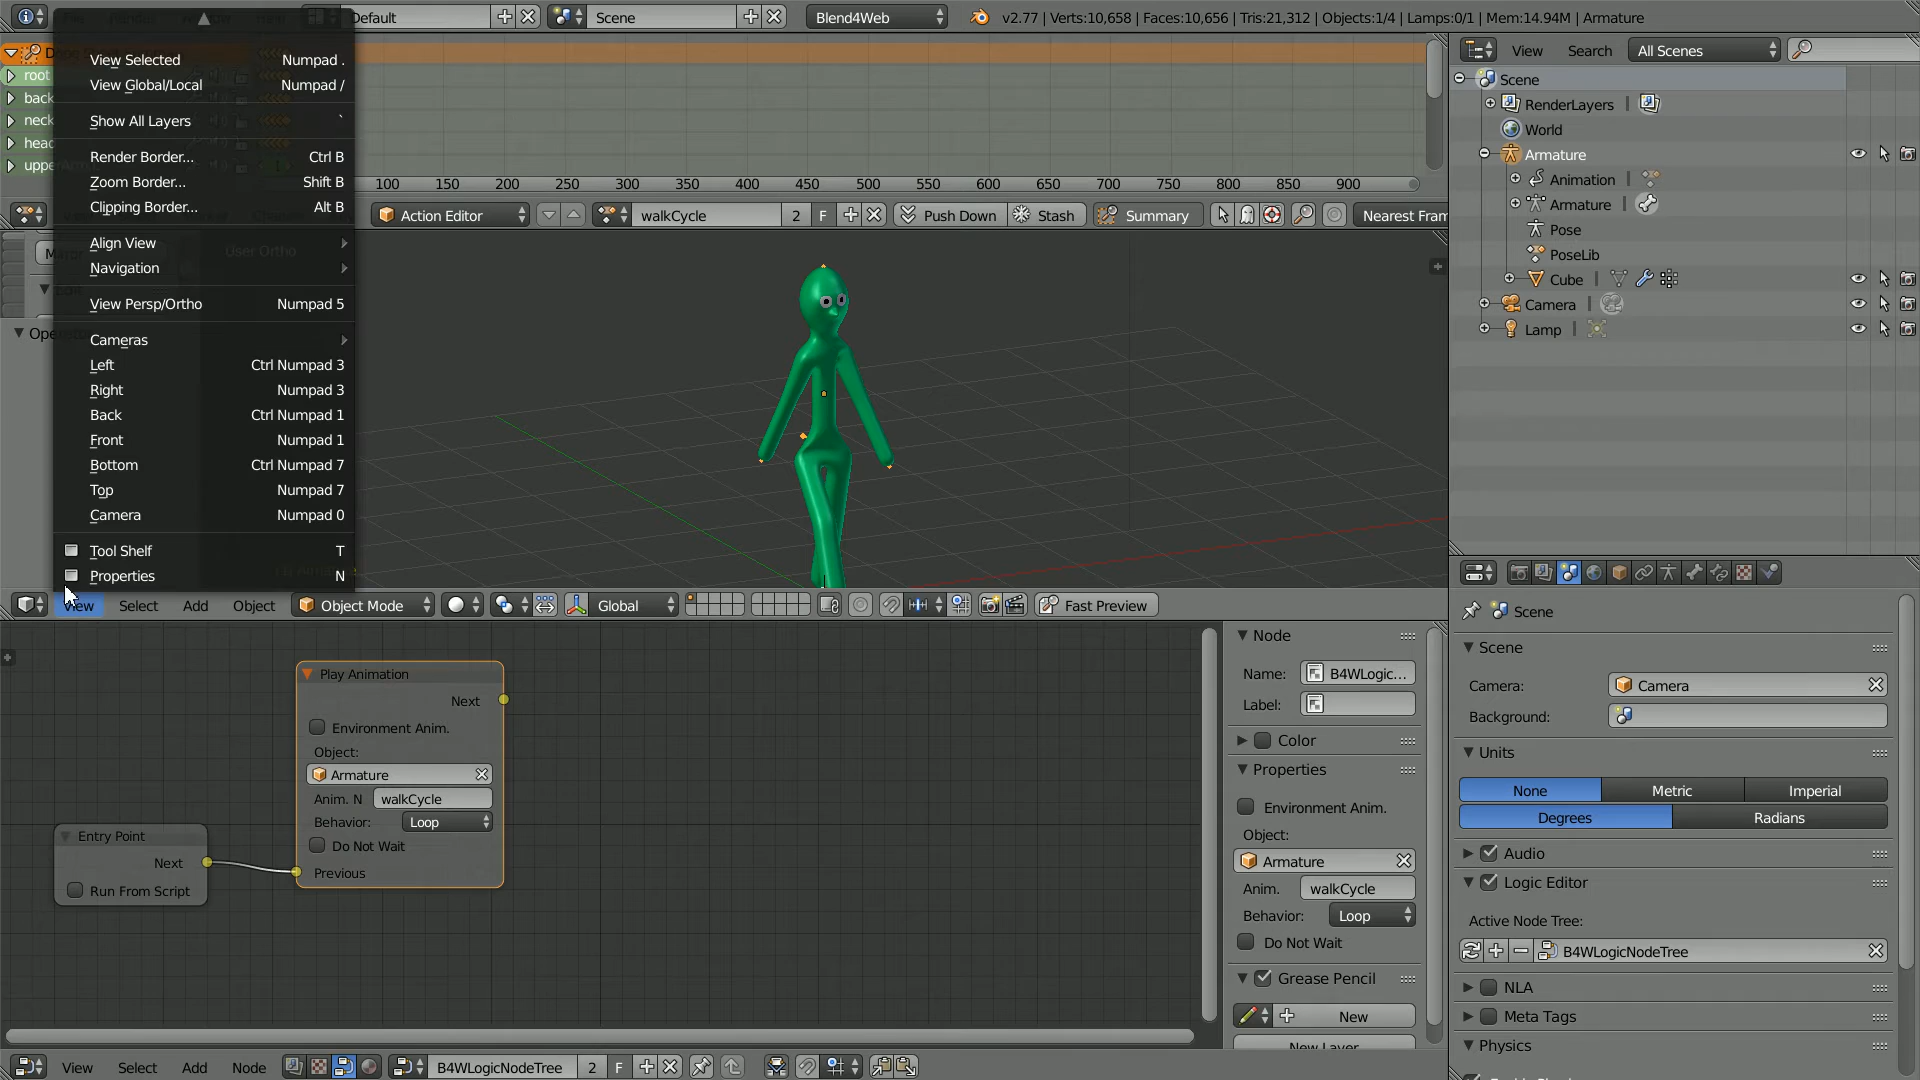 Default
Scene
Blend4Web
v2.77 | Verts:10,658 | Faces:10,656 | Tris:21,312 | Objects:1/4 | Lamps:0/1 | Mem:14.94M | Armature
root
back
neck
head
View Selected Numpad .
View Global/Local Numpad /
Show All Layers `
Render Border... Ctrl B
Zoom Border... Shift B
Clipping Border... Alt B
Align View
Navigation
View Persp/Ortho Numpad 5
Cameras
Left Ctrl Numpad 3
Right Numpad 3
Back Ctrl Numpad 1
Front Numpad 1
Bottom Ctrl Numpad 7
Top Numpad 7
Camera Numpad 0
Tool Shelf T
Properties N
User Ortho
100 150 200 250 300 350 400 450 500 550 600 650 700 750 800 850 900
Action Editor walkCycle 2 F Push Down Stash Summary Nearest Fram
View Select Add Object Object Mode Global Fast Preview
Play Animation
Next
Environment Anim.
Object:
Armature
Anim. N walkCycle
Behavior: Loop
Do Not Wait
Previous
Entry Point
Next
Run From Script
Node
Name: B4WLogic...
Label:
Color
Properties
Environment Anim.
Object:
Armature
Anim. walkCycle
Behavior: Loop
Do Not Wait
Grease Pencil
New
New Layer
View Select Add Node B4WLogicNodeTree 2 F
View Search All Scenes
Scene
RenderLayers |
World
Armature
Animation |
Armature |
Pose
PoseLib
Cube |
Camera |
Lamp |
Scene
Scene
Camera: Camera
Background:
Units
None Metric Imperial
Degrees Radians
Audio
Logic Editor
Active Node Tree:
B4WLogicNodeTree
NLA
Meta Tags
Physics